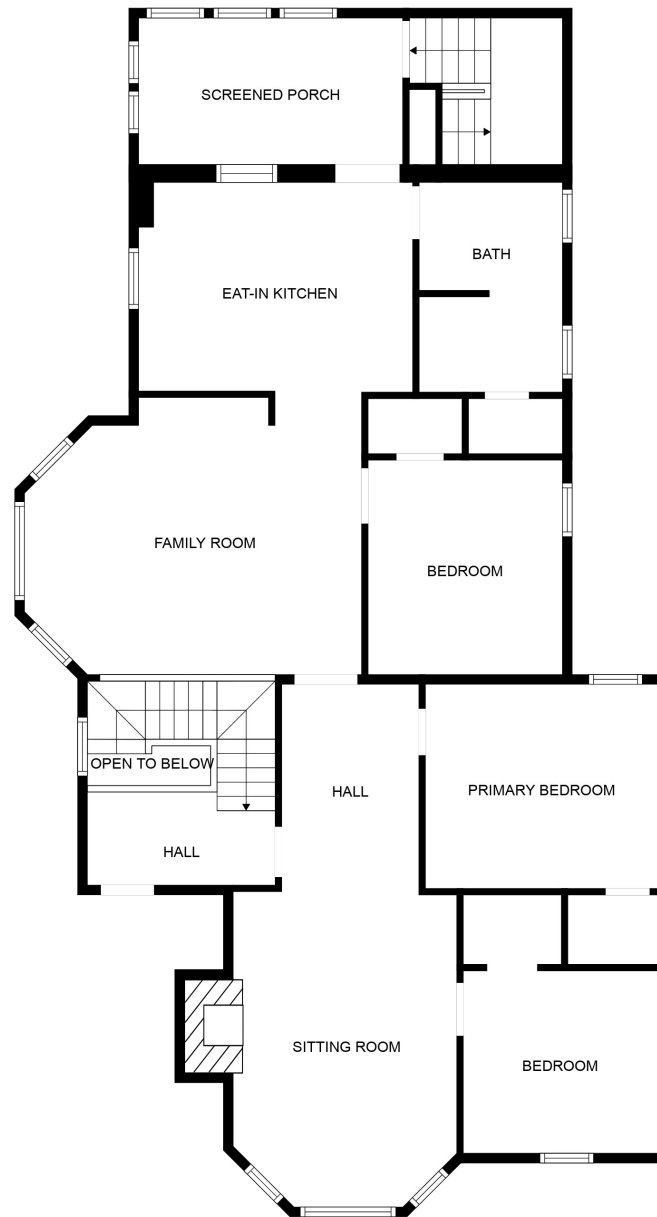 SCREENED PORCH
BATH
EAT-IN KITCHEN
FAMILY ROOM
BEDROOM
OPEN TO BELOW
HALL
PRIMARY BEDROOM
HALL
SITTING ROOM
BEDROOM